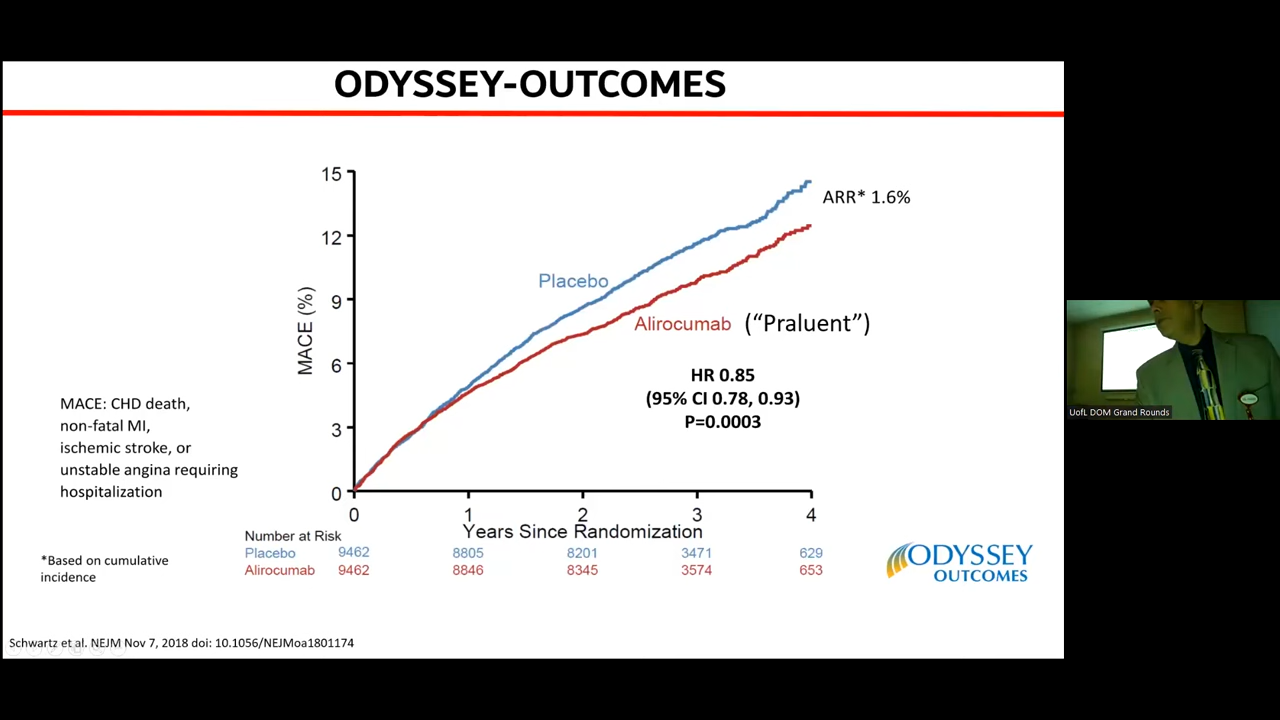 ODYSSEY-OUTCOMES
15
12
9
6
3
0
MACE (%)
Placebo
Alirocumab
("Praluent")
ARR* 1.6%
HR 0.85
(95% CI 0.78, 0.93)
P=0.0003
MACE: CHD death,
non-fatal MI,
ischemic stroke, or
unstable angina requiring
hospitalization
0 1 2 3 4
Years Since Randomization
Number at Risk
Placebo 9462 8805 8201 3471 629
Alirocumab 9462 8846 8345 3574 653
*Based on cumulative
incidence
ODYSSEY
OUTCOMES
Schwartz et al. NEJM Nov 7, 2018 doi: 10.1056/NEJMoa1801174
UofL DOM Grand Rounds